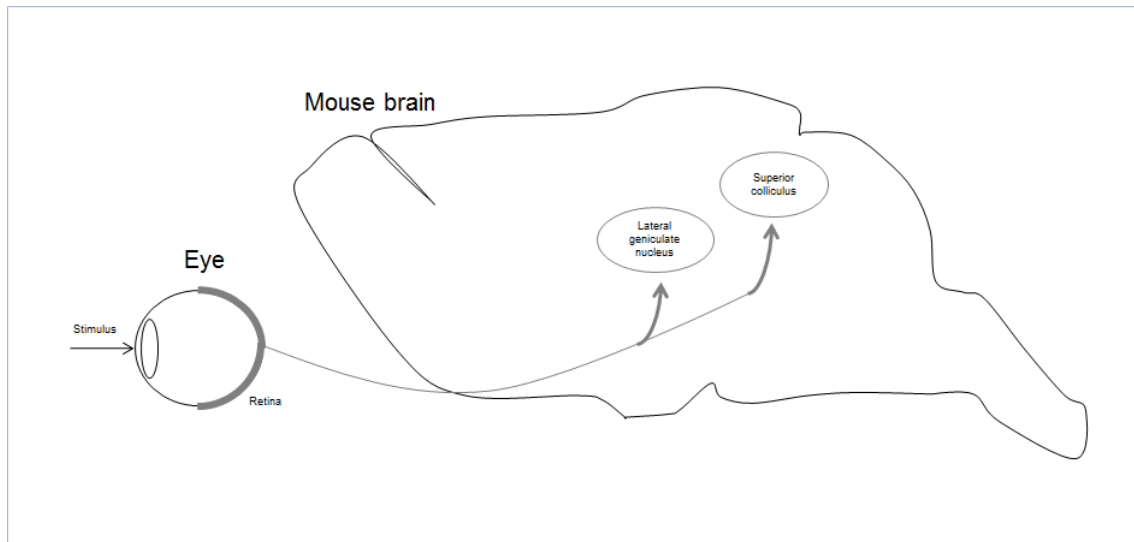 Mouse brain
Superior
colliculus
Lateral
geniculate
nucleus
Eye
Stimulus
Retina